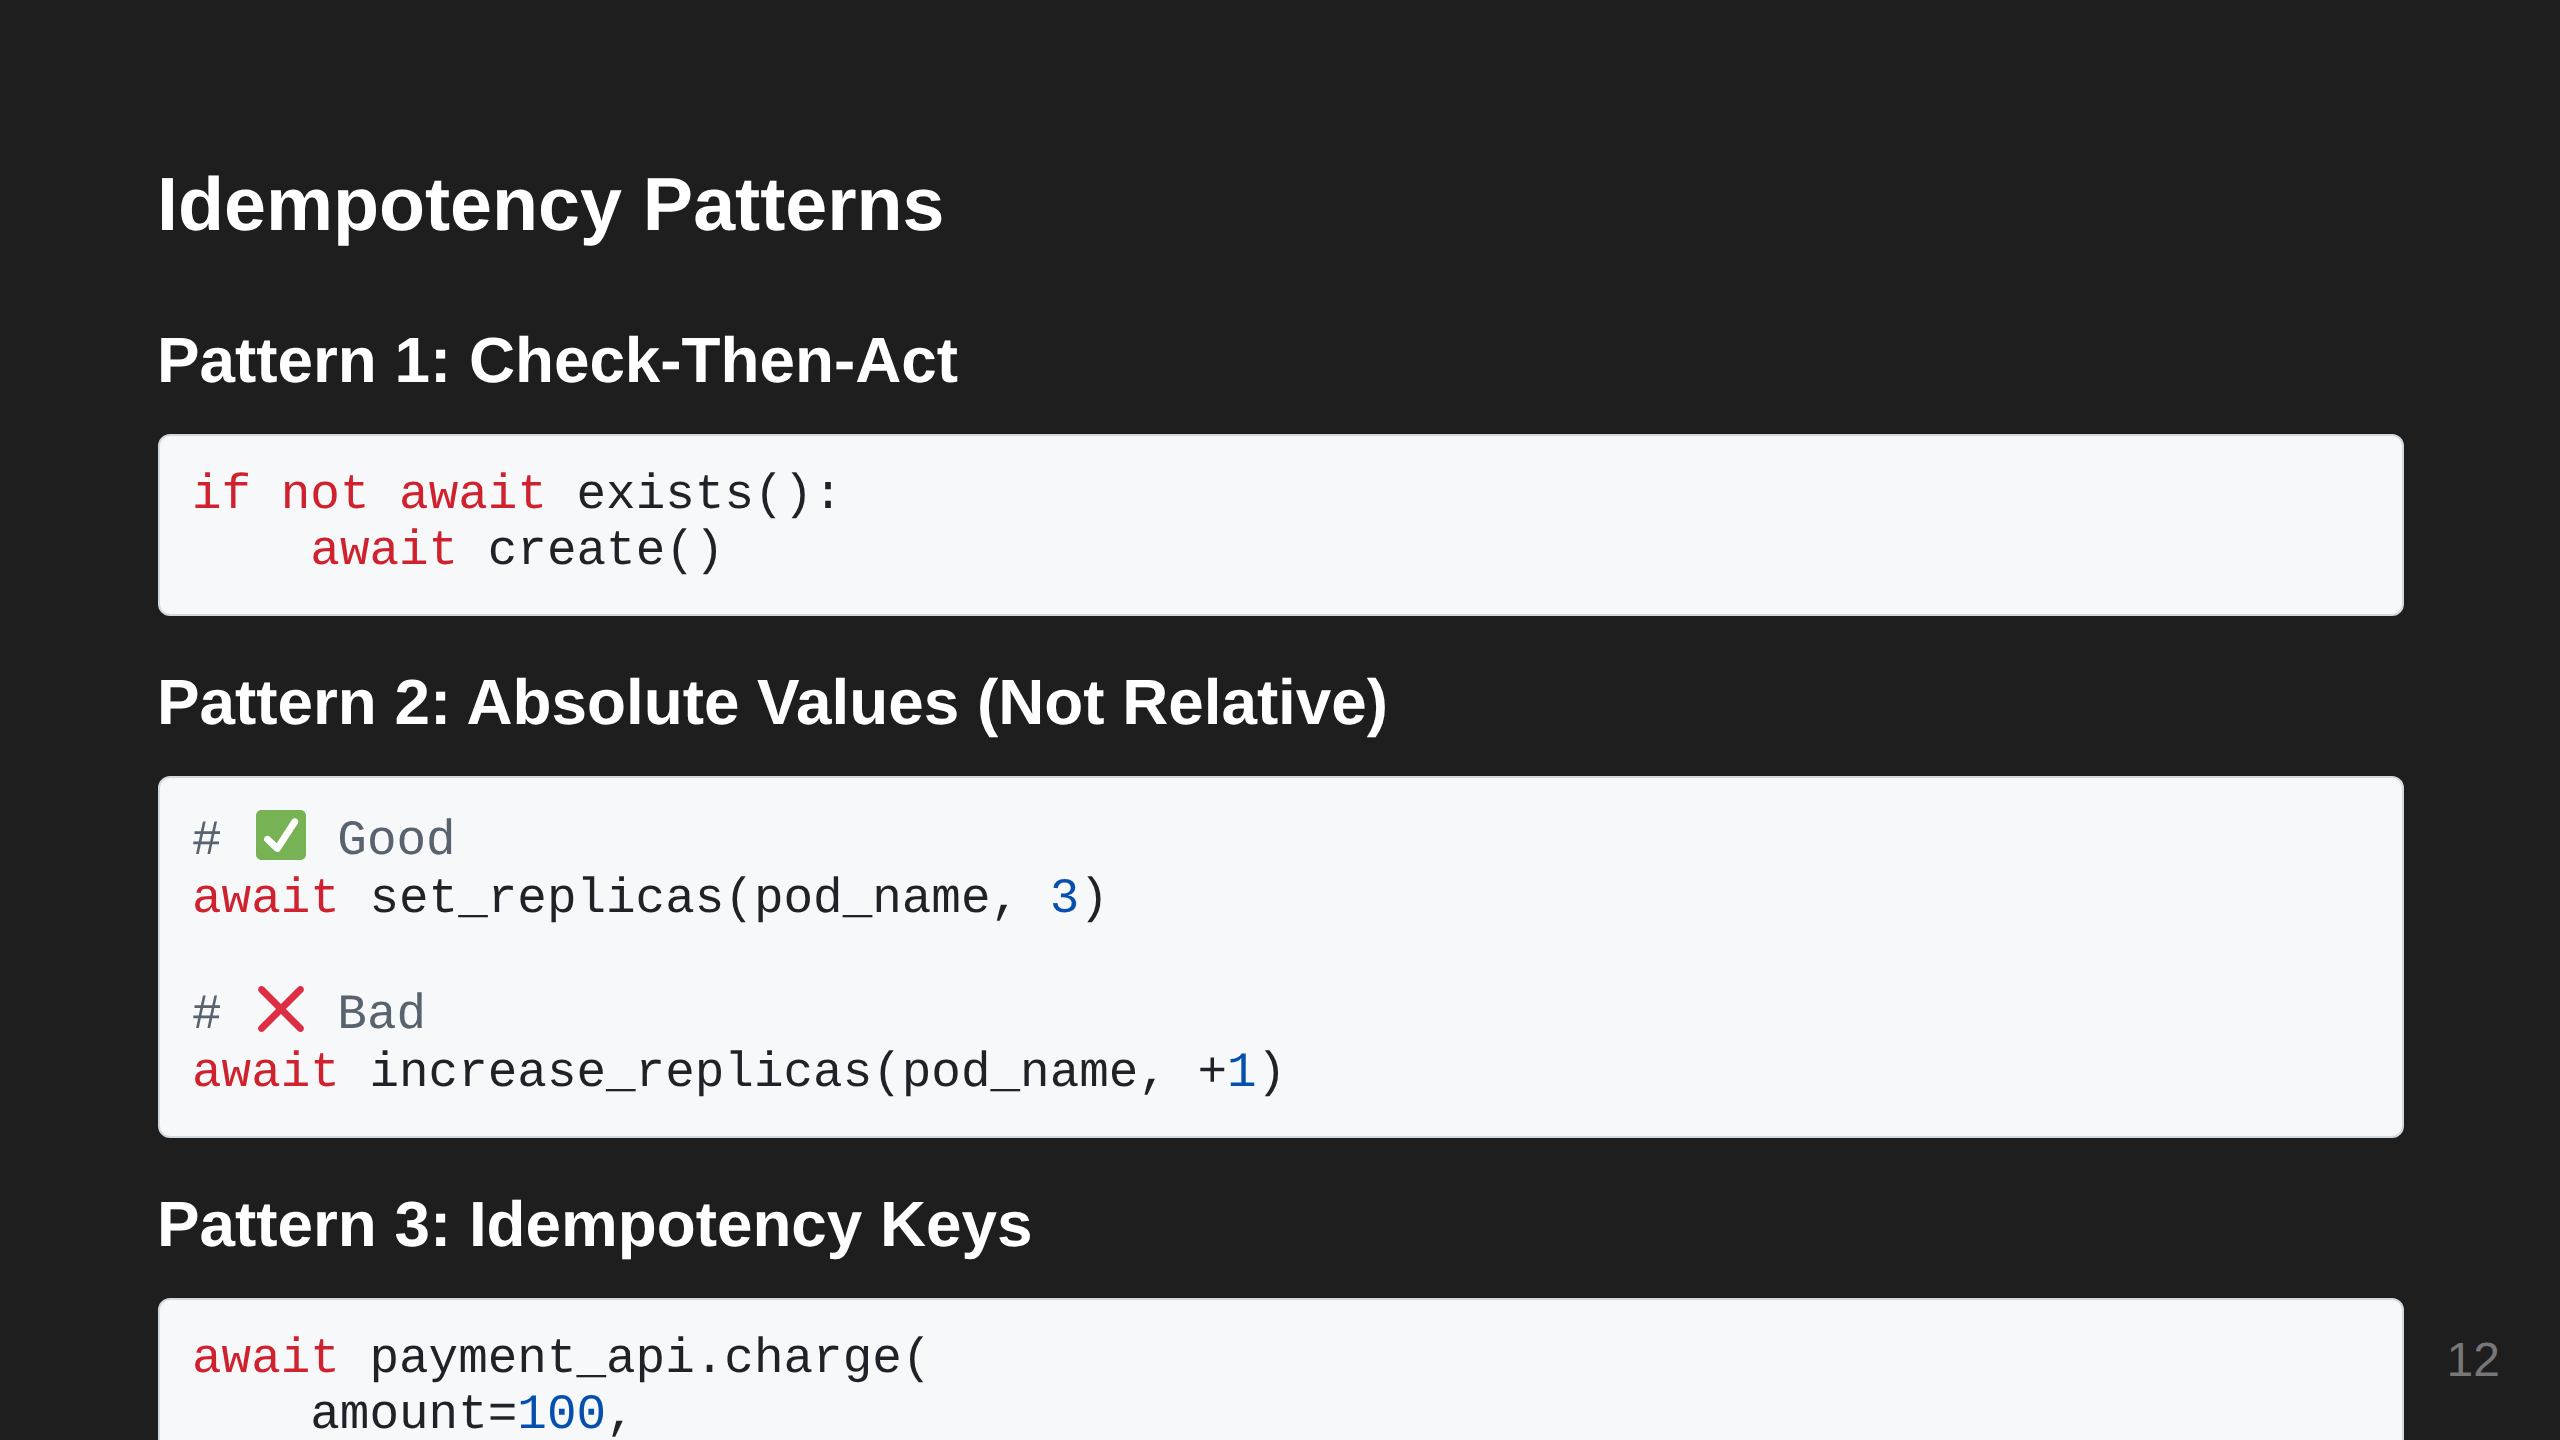 Idempotency Patterns
Pattern 1: Check-Then-Act
if not await exists():
    await create()
Pattern 2: Absolute Values (Not Relative)
# ✅ Good
await set_replicas(pod_name, 3)
# ❌ Bad
await increase_replicas(pod_name, +1)
Pattern 3: Idempotency Keys
await payment_api.charge(
    amount=100,
12